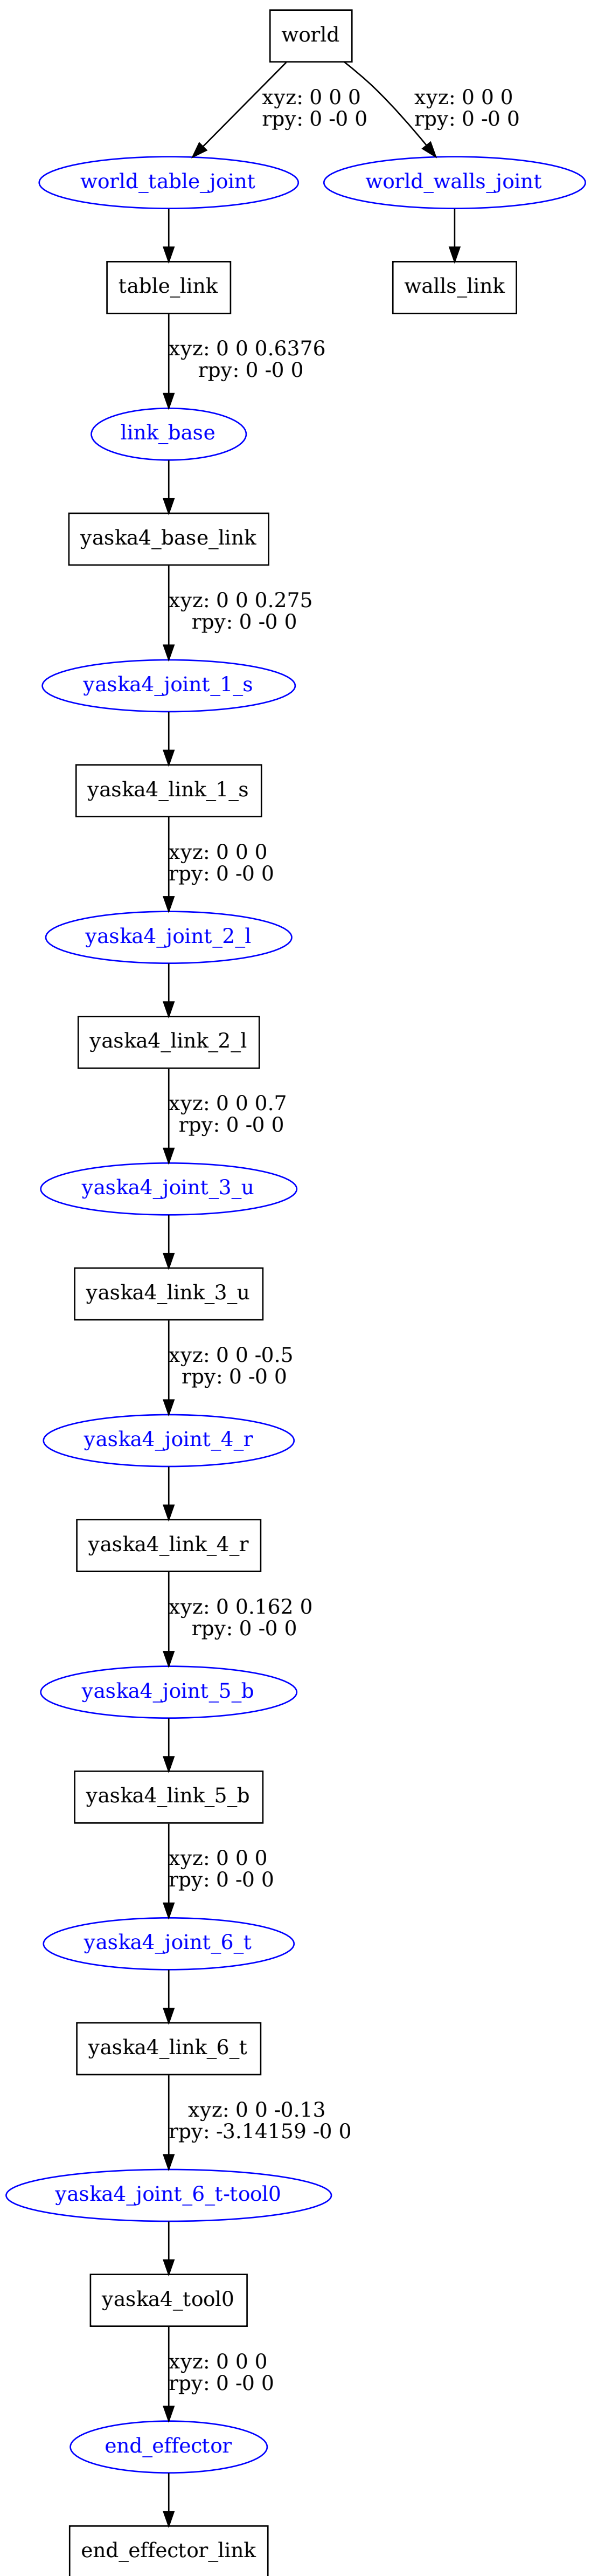 world
xyz: 0 0 0
rpy: 0 -0 0
xyz: 0 0 0
rpy: 0 -0 0
world_table_joint
world_walls_joint
table_link
walls_link
xyz: 0 0 0.6376
rpy: 0 -0 0
link_base
yaska4_base_link
xyz: 0 0 0.275
rpy: 0 -0 0
yaska4_joint_1_s
yaska4_link_1_s
xyz: 0 0 0
rpy: 0 -0 0
yaska4_joint_2_l
yaska4_link_2_l
xyz: 0 0 0.7
rpy: 0 -0 0
yaska4_joint_3_u
yaska4_link_3_u
xyz: 0 0 -0.5
rpy: 0 -0 0
yaska4_joint_4_r
yaska4_link_4_r
xyz: 0 0.162 0
rpy: 0 -0 0
yaska4_joint_5_b
yaska4_link_5_b
xyz: 0 0 0
rpy: 0 -0 0
yaska4_joint_6_t
yaska4_link_6_t
xyz: 0 0 -0.13
rpy: -3.14159 -0 0
yaska4_joint_6_t-tool0
yaska4_tool0
xyz: 0 0 0
rpy: 0 -0 0
end_effector
end_effector_link